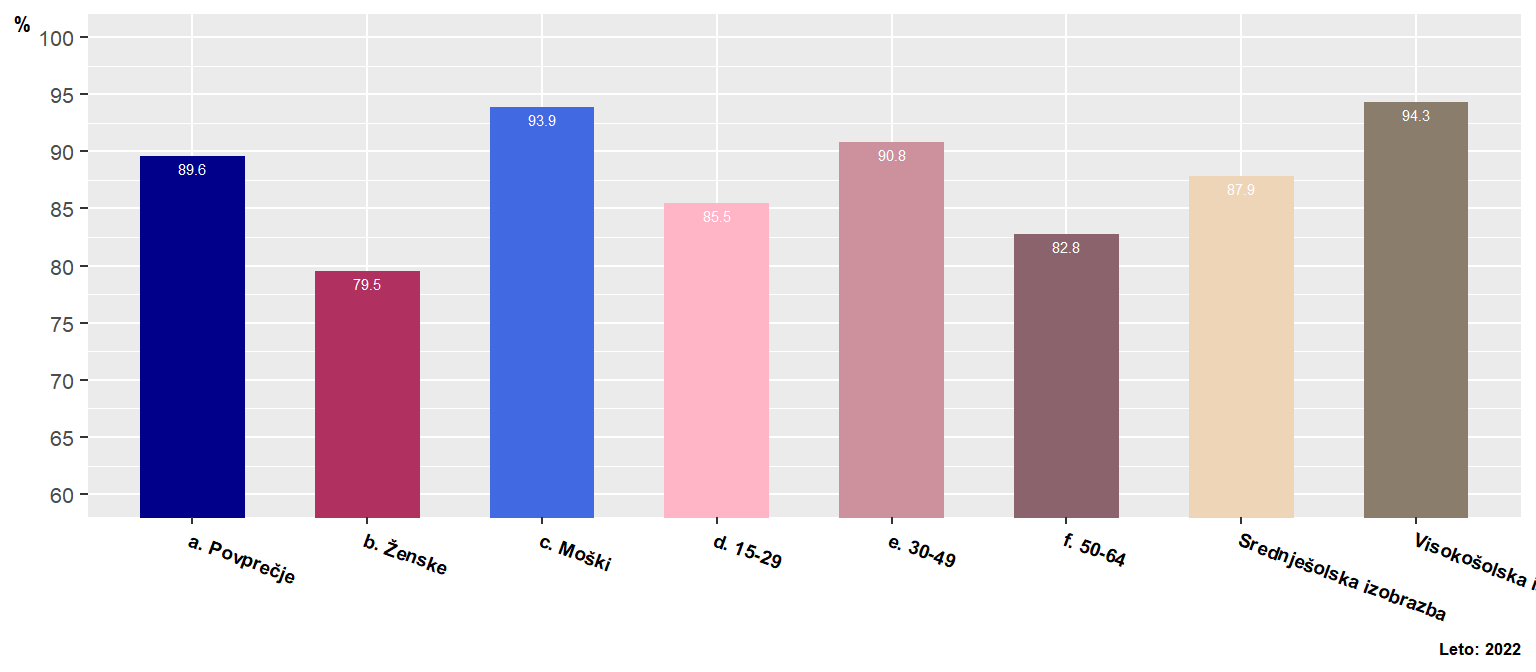 %
100
95
90
85
80
75
70
65
60
89.6
79.5
93.9
85.5
90.8
82.8
87.9
94.3
a. Povprečje
b. Ženske
c. Moški
d. 15-29
e. 30-49
f. 50-64
Srednješolska izobrazba
Visokošolska
Leto: 2022